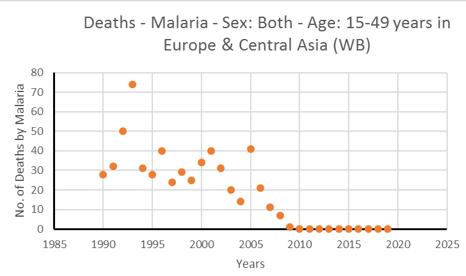 Deaths - Malaria - Sex: Both - Age: 15-49 years in
Europe & Central Asia (WB)
No. of Deaths by Malaria
80
70
60
50
40
30
20
10
0
1985 1990 1995 2000 2005 2010 2015 2020 2025
Years